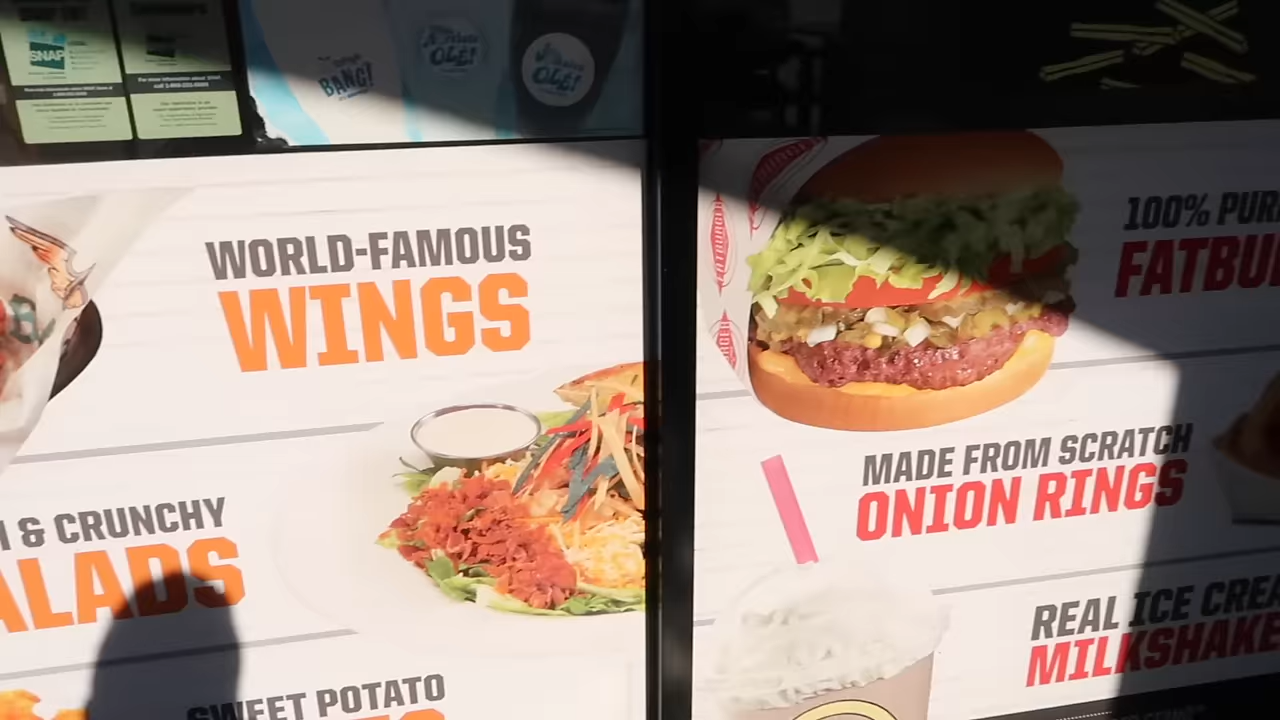 SNAP
BANG!
OLÉ!
OLÉ!
WORLD-FAMOUS
WINGS
& CRUNCHY
ALADS
SWEET POTATO
100% PUR
FATBU
MADE FROM SCRATCH
ONION RINGS
REAL ICE CREA
MILKSHAKE